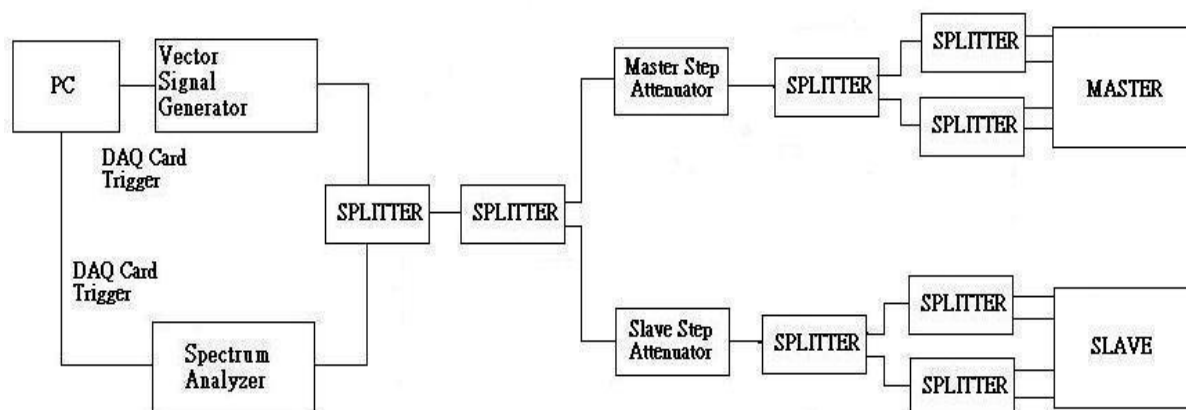 PC
Vector
Signal
Generator
DAQ Card
Trigger
DAQ Card
Trigger
Spectrum
Analyzer
SPLITTER
SPLITTER
Master Step
Attenuator
SPLITTER
SPLITTER
SPLITTER
MASTER
Slave Step
Attenuator
SPLITTER
SPLITTER
SPLITTER
SLAVE